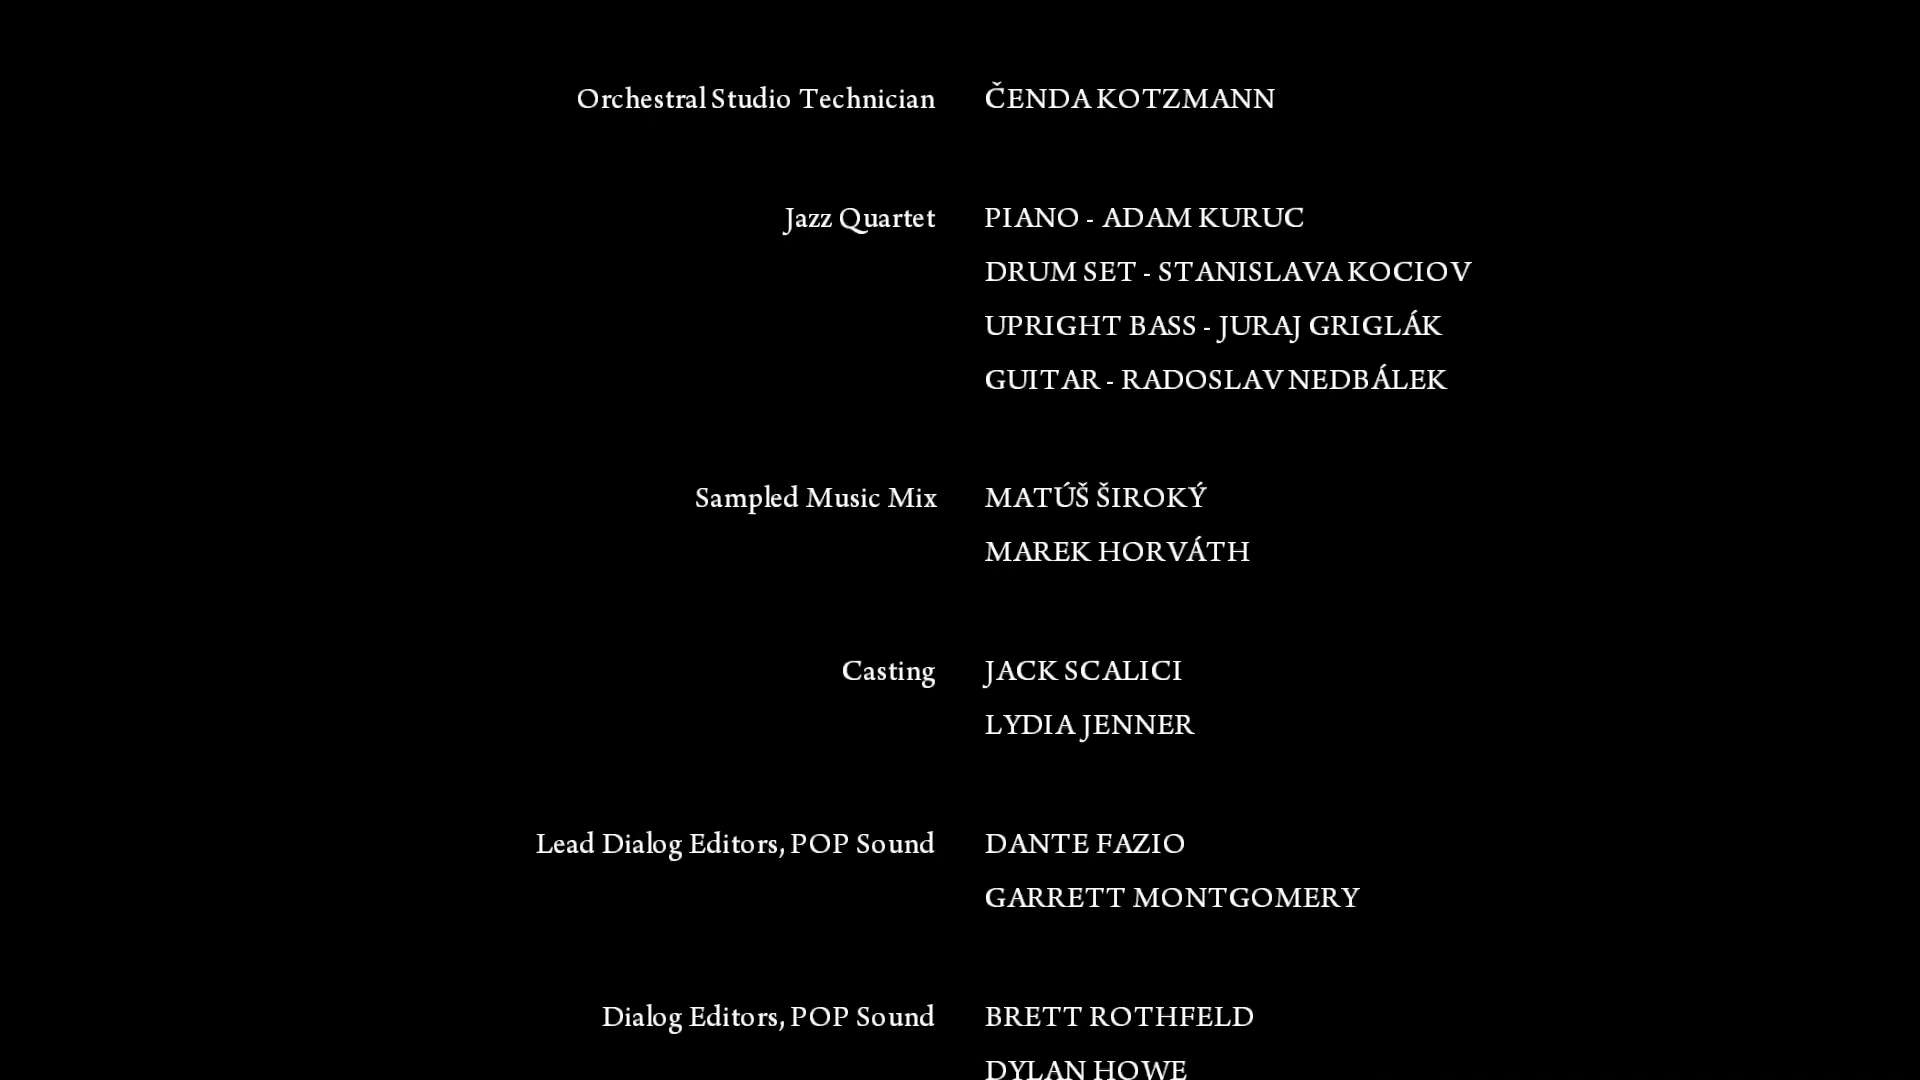 Orchestral Studio Technician ČENDA KOTZMANN
Jazz Quartet PIANO - ADAM KURUC
DRUM SET - STANISLAVA KOCIOV
UPRIGHT BASS - JURAJ GRIGLÁK
GUITAR - RADOSLAV NEDBÁLEK
Sampled Music Mix MATÚŠ ŠIROKÝ
MAREK HORVÁTH
Casting JACK SCALICI
LYDIA JENNER
Lead Dialog Editors, POP Sound DANTE FAZIO
GARRETT MONTGOMERY
Dialog Editors, POP Sound BRETT ROTHFELD
DYLAN HOWE